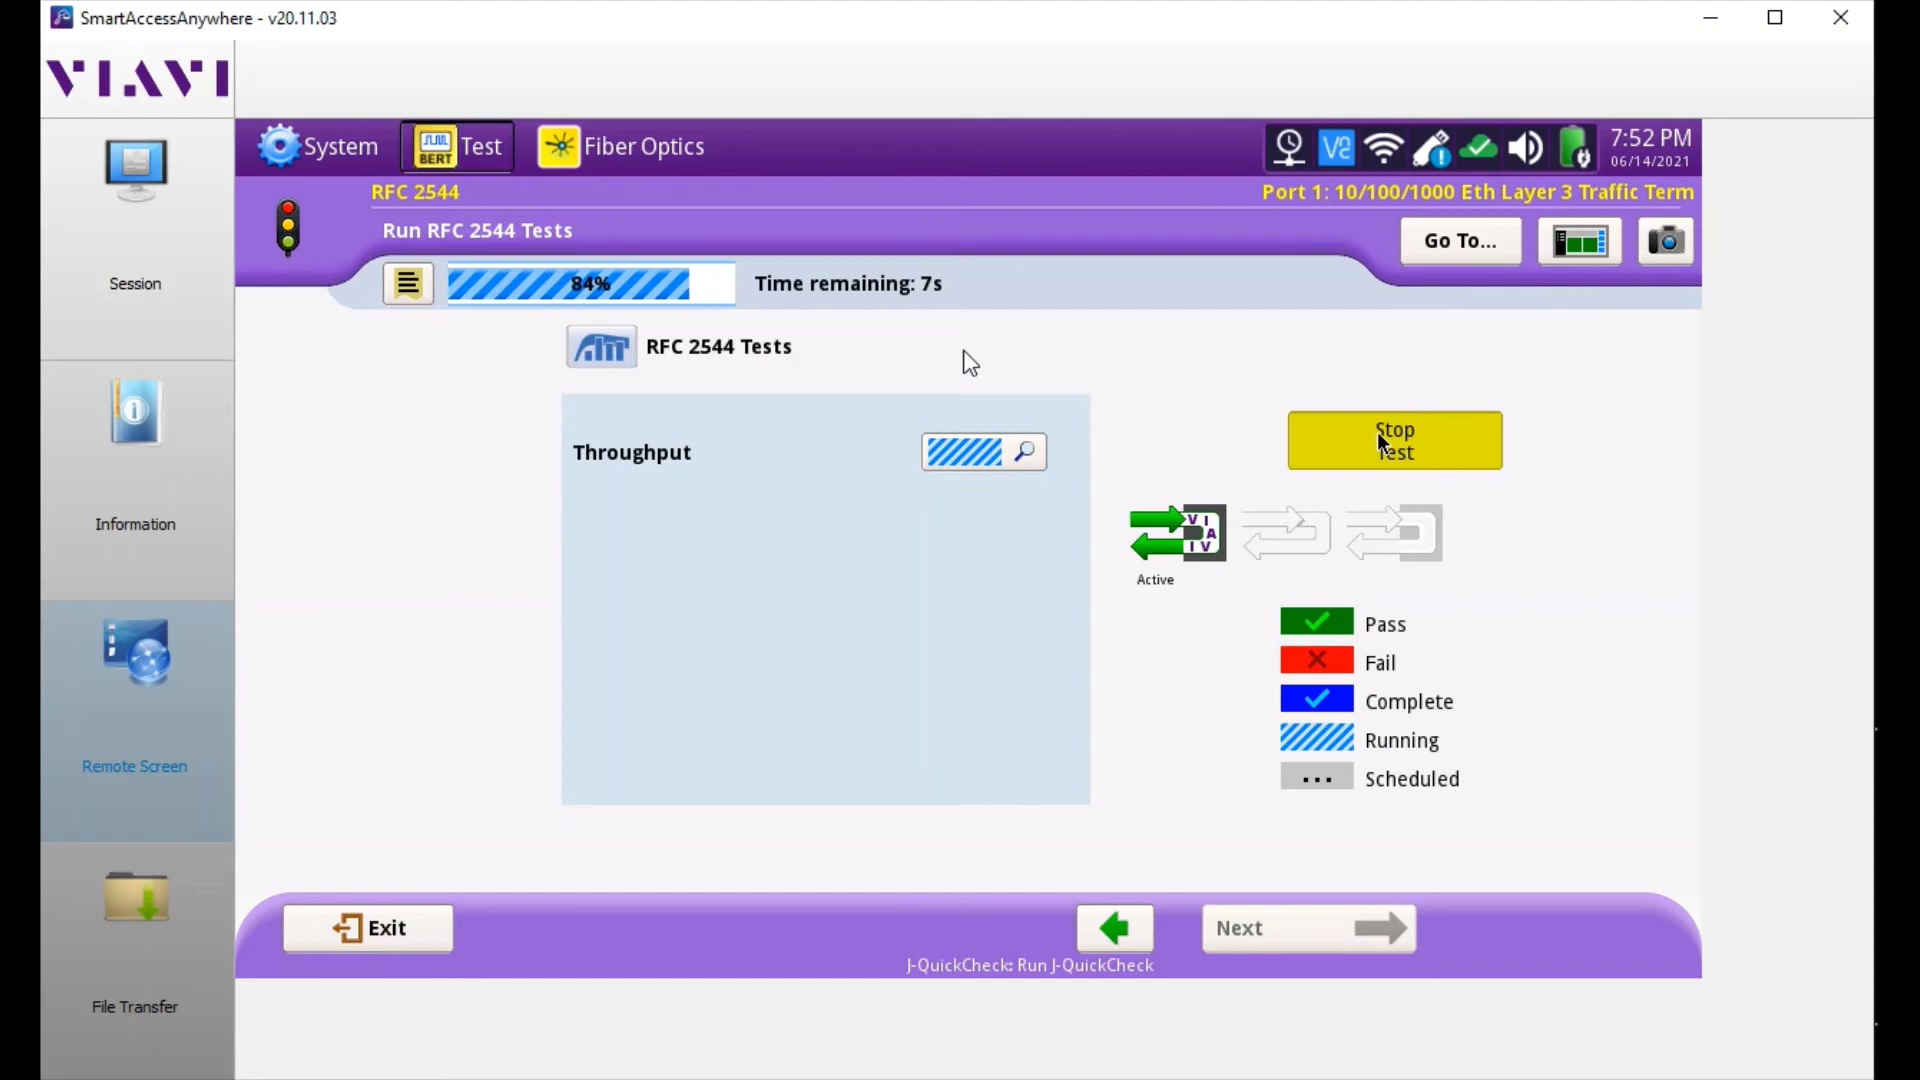 SmartAccessAnywhere - v20.11.03
VIAVI
System
BERT
Test
Fiber Optics
7:52 PM
06/14/2021
RFC 2544
Port 1: 10/100/1000 Eth Layer 3 Traffic Term
Run RFC 2544 Tests
Go To...
84%
Time remaining: 7s
Session
RFC 2544 Tests
Throughput
Stop
Test
VIAVI
Active
Information
Pass
Fail
Complete
Running
Scheduled
Remote Screen
Exit
Next
J-QuickCheck: Run J-QuickCheck
File Transfer